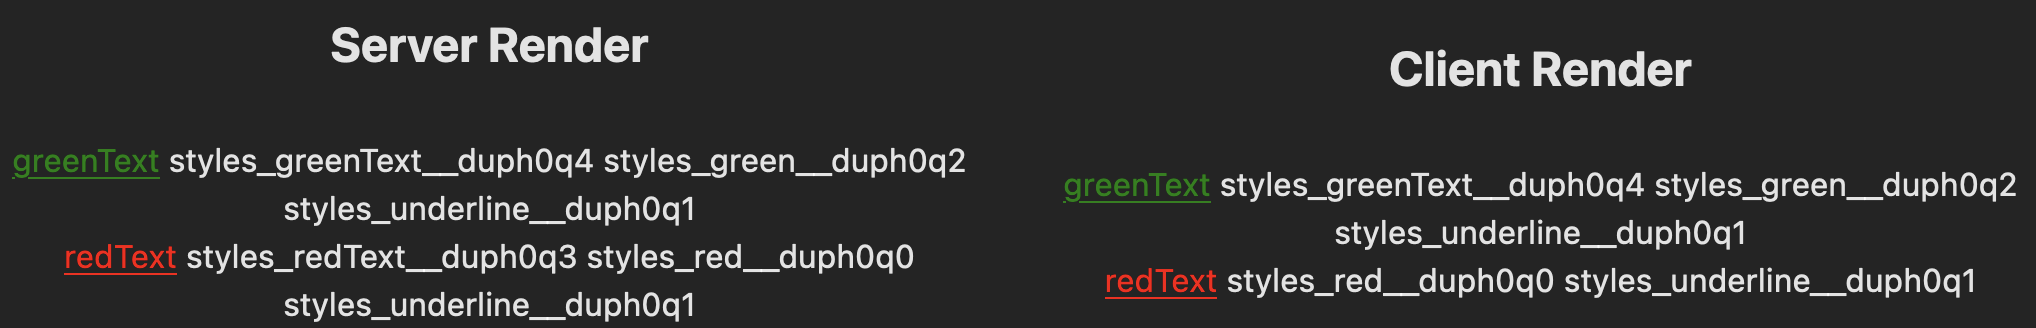 Server Render
greenText styles_greenText__duph0q4 styles_green__duph0q2
styles_underline__duph0q1
redText styles_redText__duph0q3 styles_red__duph0q0
styles_underline__duph0q1
Client Render
greenText styles_greenText__duph0q4 styles_green__duph0q2
styles_underline__duph0q1
redText styles_red__duph0q0 styles_underline__duph0q1